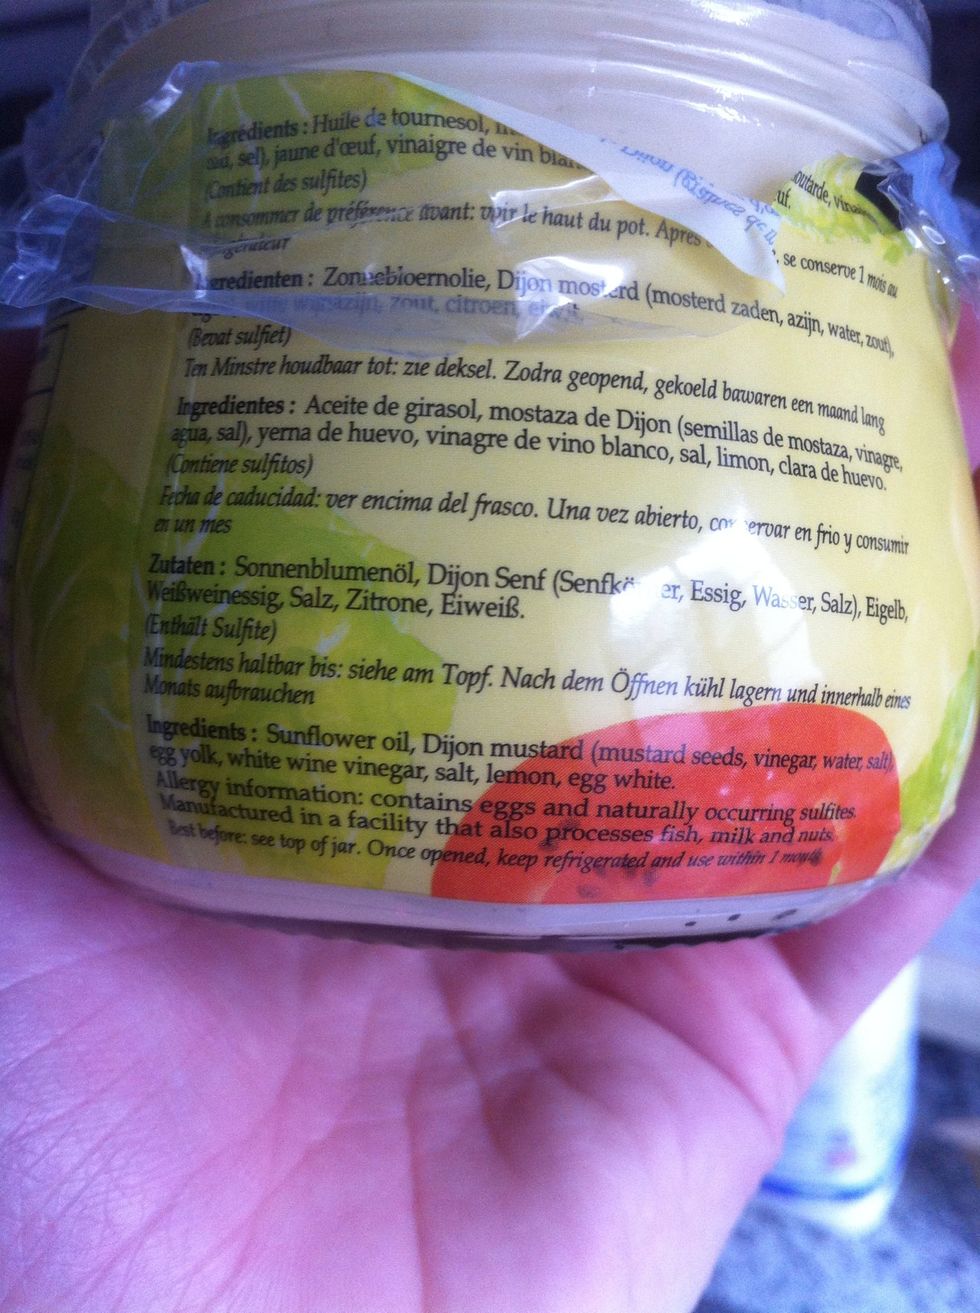 Ingrédients : Huile de tournesol,
sel), jaune d'œuf, vinaigre de vin
outarde,
uf.
(Contient des sulfites)
A consommer de préférence avant: voir le haut du pot. Apres
se conserve 1 mois au
Ingredienten : Zonnebloernolie, Dijon mosterd (mosterd zaden, azijn, water, zout),
zout, citroen,
(Bevat sulfiet)
Ten Minstre houdbaar tot: zie deksel. Zodra geopend, gekoeld bawaren een maand lang
Ingredientes : Aceite de girasol, mostaza de Dijon (semillas de mostaza, vinagre,
agua, sal), yerna de huevo, vinagre de vino blanco, sal, limon, clara de huevo.
(Contiene sulfitos)
Fecha de caducidad: ver encima del frasco. Una vez abierto, conservar en frio y consumir
en un mes
Zutaten : Sonnenblumenöl, Dijon Senf (Senfkörner, Essig, Wasser, Salz), Eigelb,
Weißweinessig, Salz, Zitrone, Eiweiß.
(Enthält Sulfite)
Mindestens haltbar bis: siehe am Topf. Nach dem Öffnen kühl lagern und innerhalb eines
Monats aufbrauchen
Ingredients : Sunflower oil, Dijon mustard (mustard seeds, vinegar, water, salt)
egg yolk, white wine vinegar, salt, lemon, egg white.
Allergy information: contains eggs and naturally occurring sulfites.
Manufactured in a facility that also processes fish, milk and nuts.
Best before: see top of jar. Once opened, keep refrigerated and use within 1 month